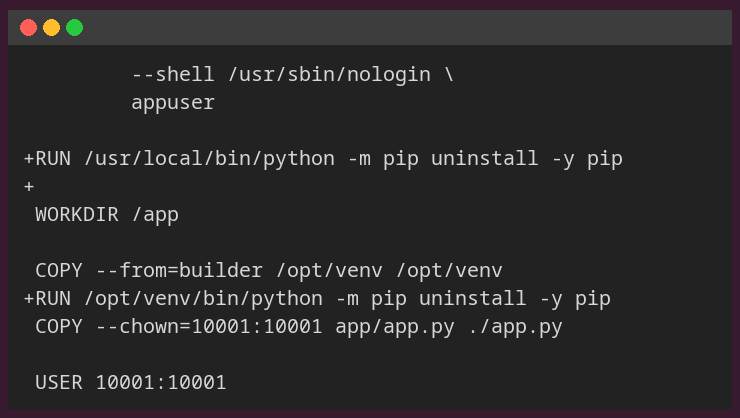 --shell /usr/sbin/nologin \
appuser
+RUN /usr/local/bin/python -m pip uninstall -y pip
+
WORKDIR /app
COPY --from=builder /opt/venv /opt/venv
+RUN /opt/venv/bin/python -m pip uninstall -y pip
COPY --chown=10001:10001 app/app.py ./app.py
USER 10001:10001